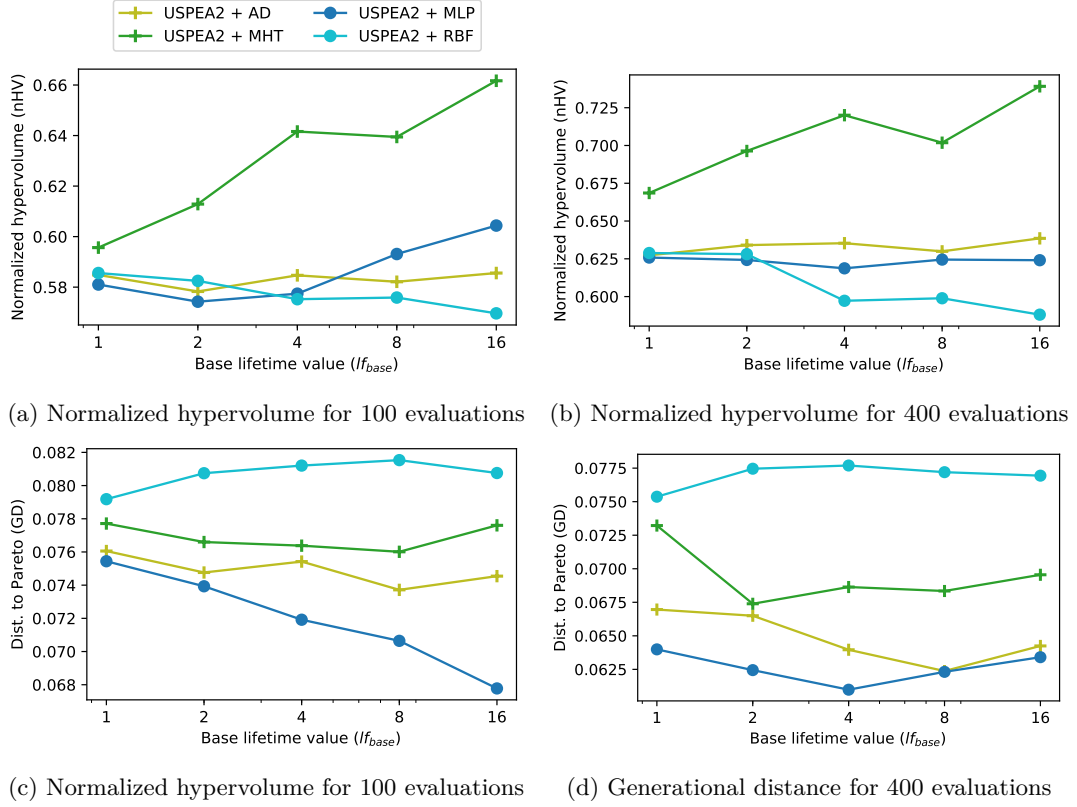 USPEA2 + AD
USPEA2 + MHT
USPEA2 + MLP
USPEA2 + RBF
Normalized hypervolume (nHV)
0.66
0.64
0.62
0.60
0.58
1
2
4
8
16
Base lifetime value (lf_base)
(a) Normalized hypervolume for 100 evaluations
Normalized hypervolume (nHV)
0.725
0.700
0.675
0.650
0.625
0.600
1
2
4
8
16
Base lifetime value (lf_base)
(b) Normalized hypervolume for 400 evaluations
Dist. to Pareto (GD)
0.082
0.080
0.078
0.076
0.074
0.072
0.070
0.068
1
2
4
8
16
Base lifetime value (lf_base)
(c) Normalized hypervolume for 100 evaluations
Dist. to Pareto (GD)
0.0775
0.0750
0.0725
0.0700
0.0675
0.0650
0.0625
1
2
4
8
16
Base lifetime value (lf_base)
(d) Generational distance for 400 evaluations